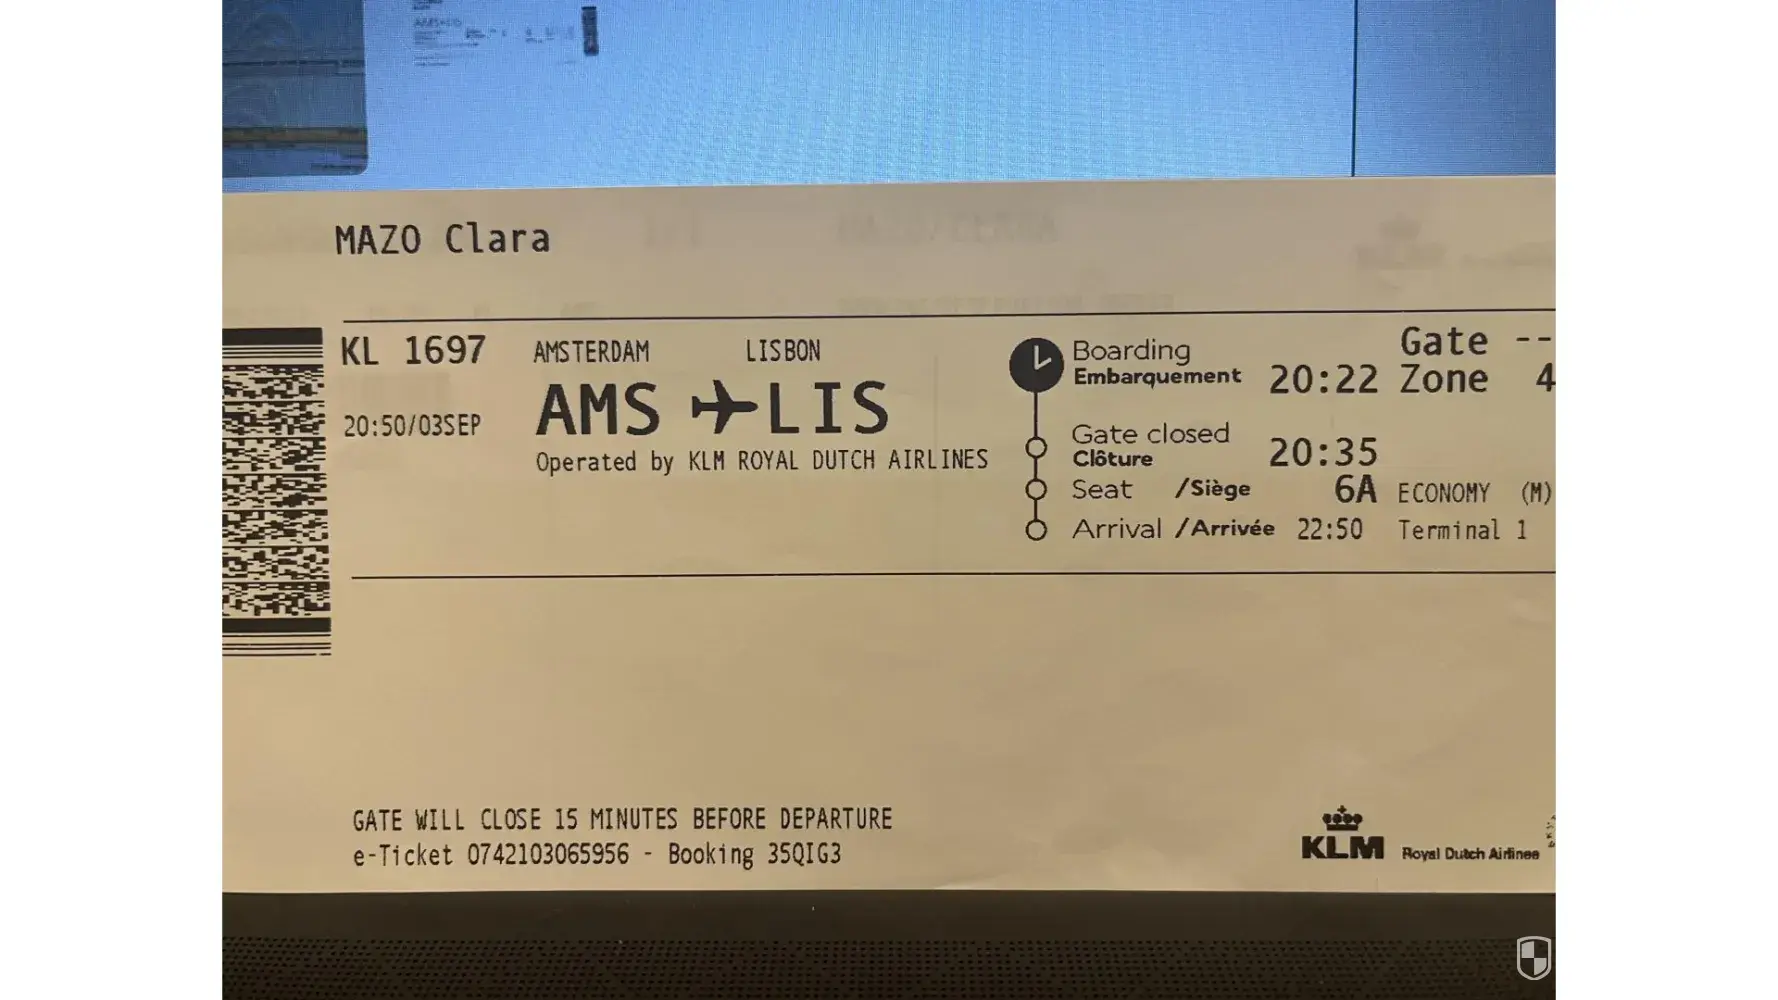 MAZO Clara
KL 1697
20:50/03SEP
AMSTERDAM LISBON
AMS LIS
Operated by KLM ROYAL DUTCH AIRLINES
Boarding
Embarquement 20:22
Gate --
Zone 4
Gate closed
Clôture 20:35
Seat /Siège 6A ECONOMY (M)
Arrival /Arrivée 22:50 Terminal 1
GATE WILL CLOSE 15 MINUTES BEFORE DEPARTURE
e-Ticket 0742103065956 - Booking 35QIG3
KLM Royal Dutch Airlines